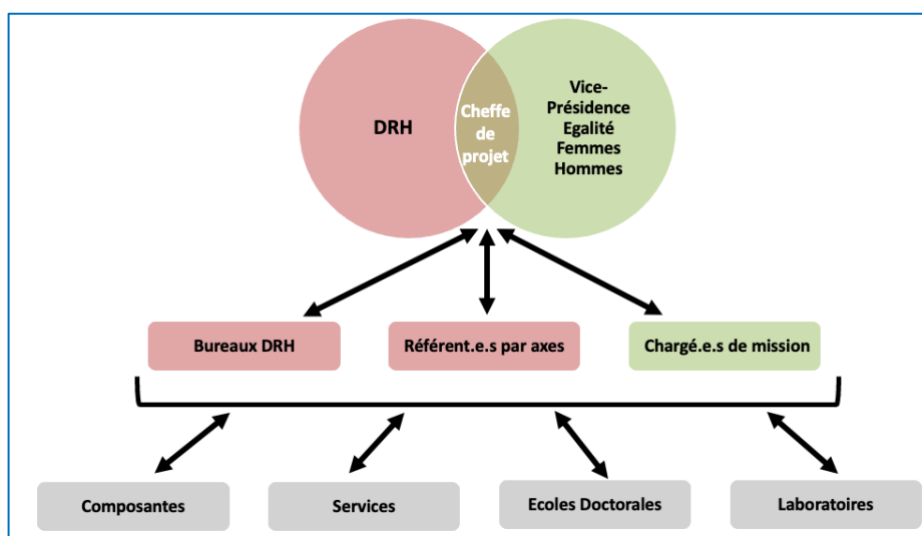 DRH
Cheffe
de
projet
Vice-
Présidence
Egalité
Femmes
Hommes
Bureaux DRH
Référent.e.s par axes
Chargé.e.s de mission
Composantes
Services
Ecoles Doctorales
Laboratoires